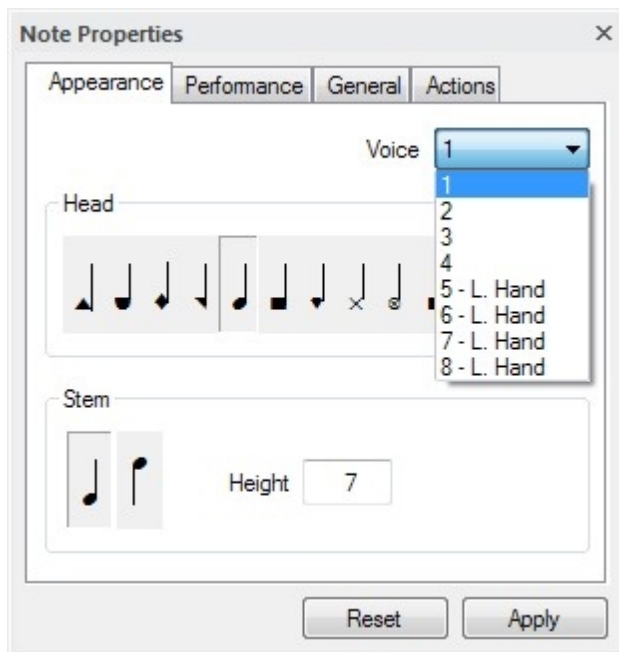 Note Properties
Appearance Performance General Actions
Voice 1
1
2
3
4
5 - L. Hand
6 - L. Hand
7 - L. Hand
8 - L. Hand
Head
Stem
Height 7
Reset Apply